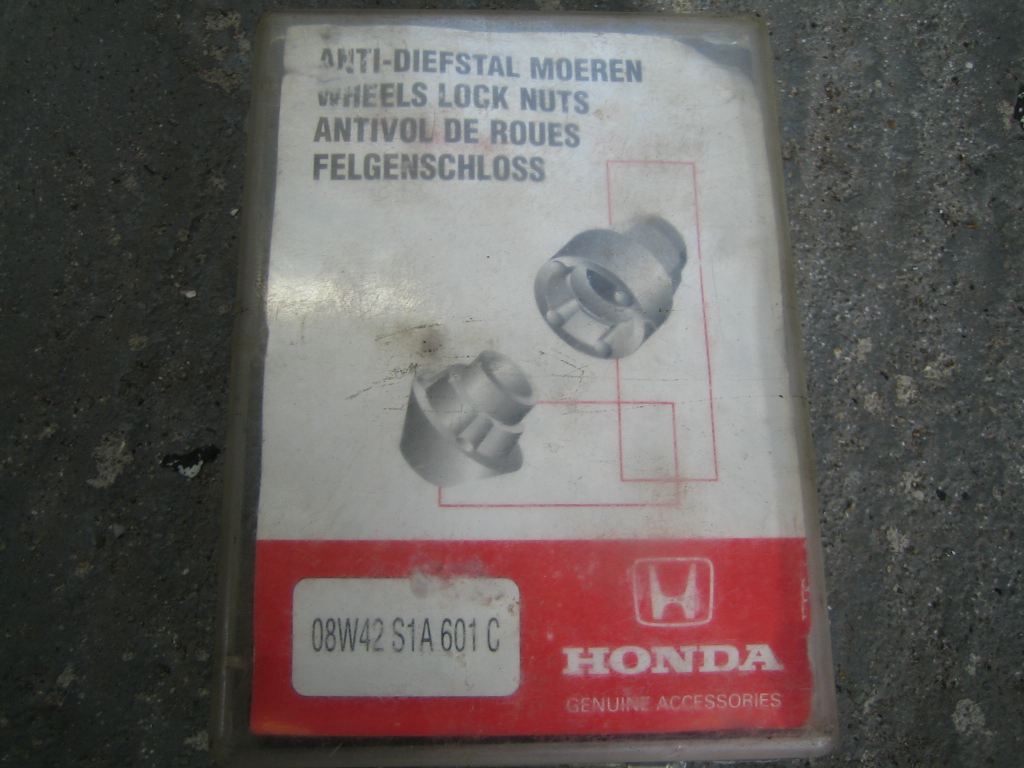 ANTI-DIEFSTAL MOEREN
WHEELS LOCK NUTS
ANTIVOL DE ROUES
FELGENSCHLOSS
08W42 S1A 601 C
HONDA
GENUINE ACCESSORIES